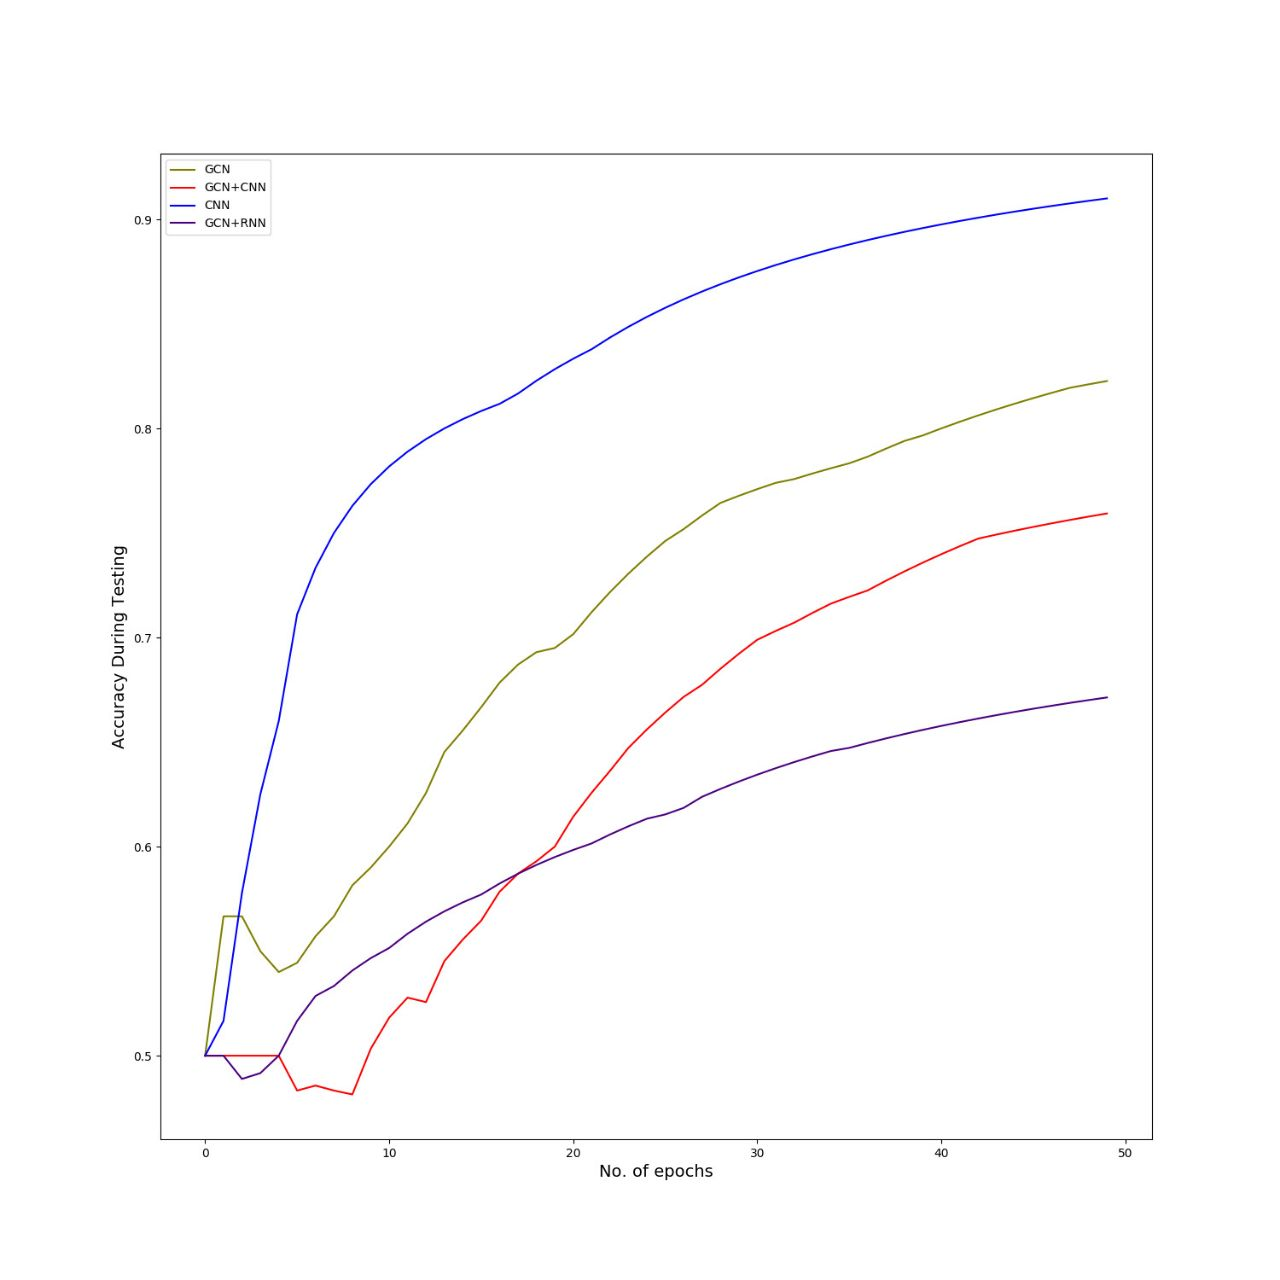 GCN
GCN+CNN
CNN
GCN+RNN
0.9
0.8
0.7
0.6
0.5
Accuracy During Testing
0 10 20 30 40 50
No. of epochs